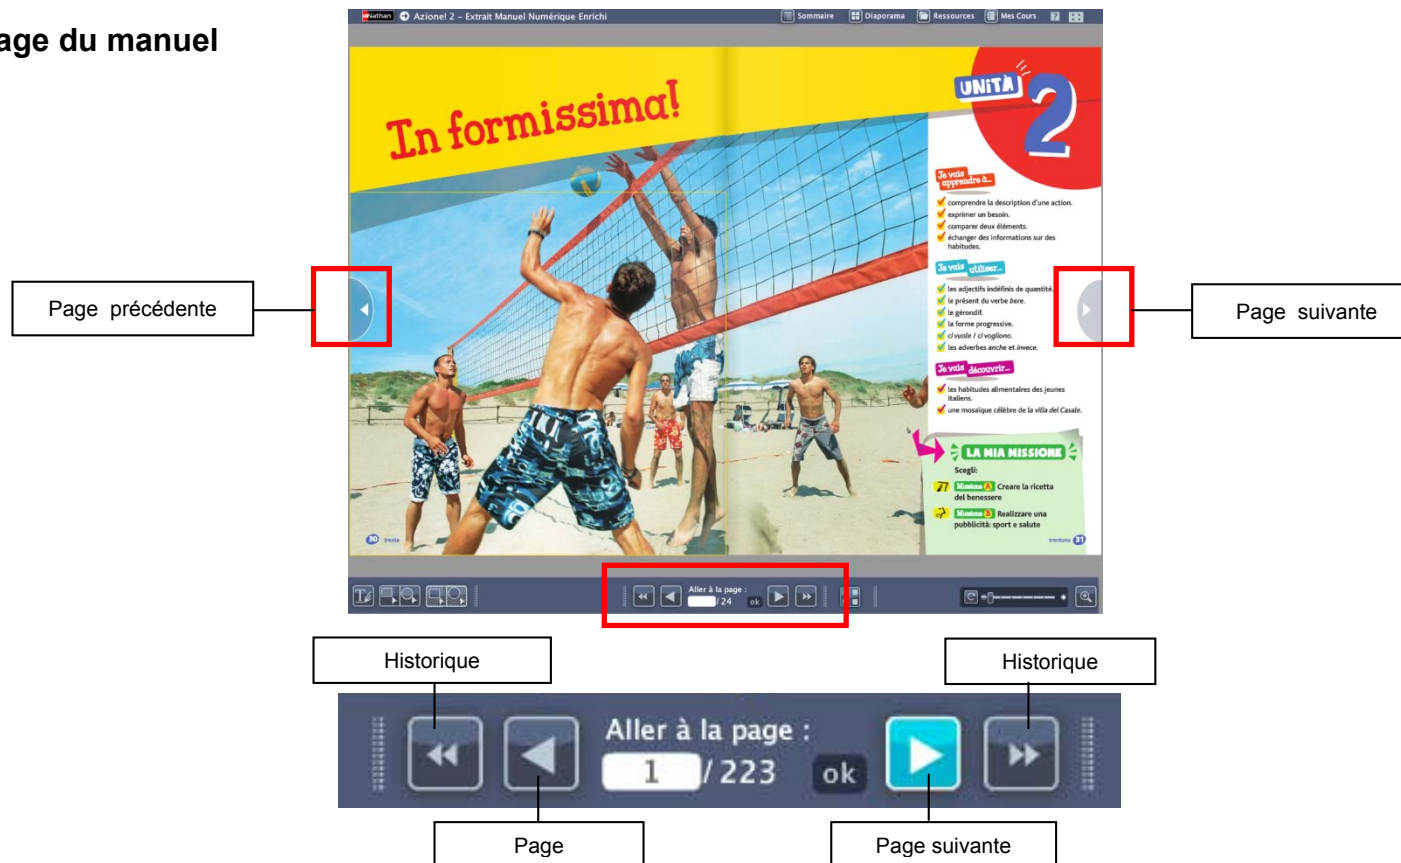 age du manuel
Nathan Azione! 2 – Extrait Manuel Numérique Enrichi
Sommaire Diaporama Ressources Mes Cours ?
In formissima!
UNITÀ
2
Je vais
apprendre à...
comprendre la description d'une action.
exprimer un besoin.
comparer deux éléments.
échanger des informations sur des
habitudes.
Je vais utiliser...
les adjectifs indéfinis de quantité.
le présent du verbe bere.
le gérondif.
la forme progressive.
ci vuole / ci vogliono.
les adverbes anche et invece.
Je vais découvrir...
les habitudes alimentaires des jeunes
italiens.
une mosaïque célèbre de la villa del Casale.
LA MIA MISSIONE
Scegli:
Missione A Creare la ricetta
del benessere
Missione B Realizzare una
pubblicità: sport e salute
30 trenta
trentuno 31
Page précédente
Page suivante
Aller à la page :
/ 24 ok
Historique
Historique
Aller à la page :
1 / 223 ok
Page
Page suivante